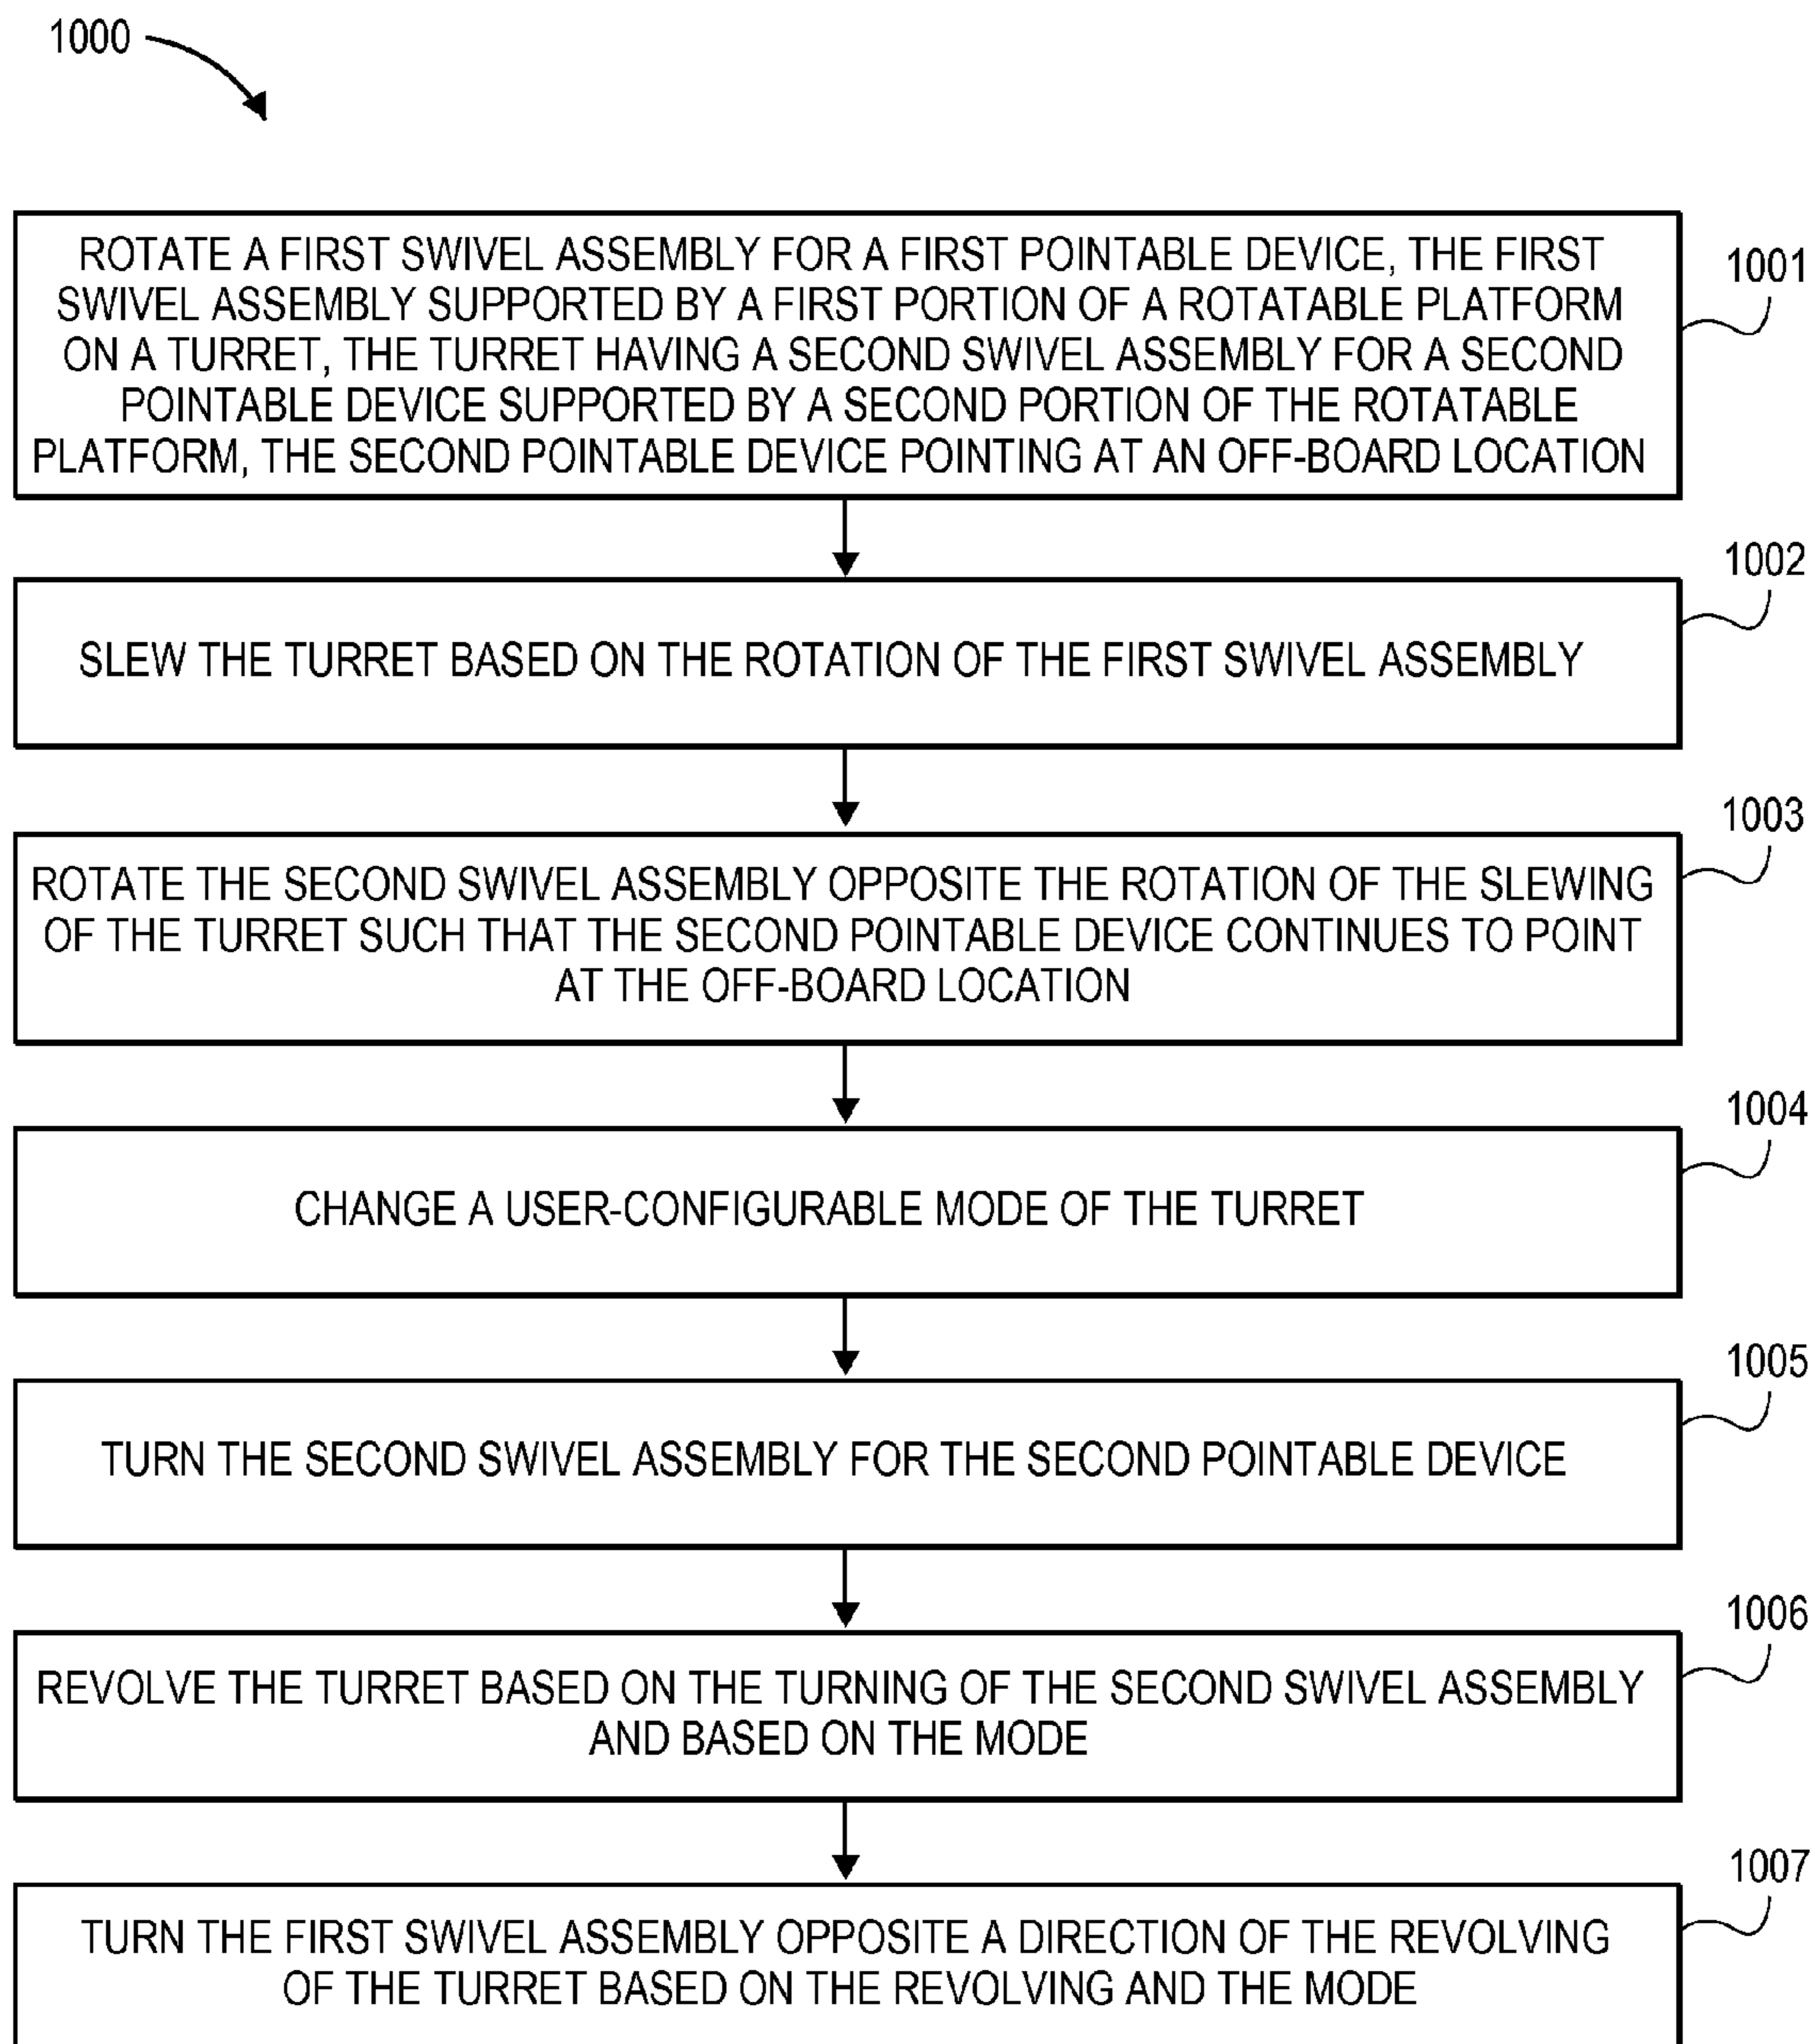 1000
ROTATE A FIRST SWIVEL ASSEMBLY FOR A FIRST POINTABLE DEVICE, THE FIRST
SWIVEL ASSEMBLY SUPPORTED BY A FIRST PORTION OF A ROTATABLE PLATFORM
ON A TURRET, THE TURRET HAVING A SECOND SWIVEL ASSEMBLY FOR A SECOND
POINTABLE DEVICE SUPPORTED BY A SECOND PORTION OF THE ROTATABLE
PLATFORM, THE SECOND POINTABLE DEVICE POINTING AT AN OFF-BOARD LOCATION
1001
SLEW THE TURRET BASED ON THE ROTATION OF THE FIRST SWIVEL ASSEMBLY
1002
ROTATE THE SECOND SWIVEL ASSEMBLY OPPOSITE THE ROTATION OF THE SLEWING
OF THE TURRET SUCH THAT THE SECOND POINTABLE DEVICE CONTINUES TO POINT
AT THE OFF-BOARD LOCATION
1003
CHANGE A USER-CONFIGURABLE MODE OF THE TURRET
1004
TURN THE SECOND SWIVEL ASSEMBLY FOR THE SECOND POINTABLE DEVICE
1005
REVOLVE THE TURRET BASED ON THE TURNING OF THE SECOND SWIVEL ASSEMBLY
AND BASED ON THE MODE
1006
TURN THE FIRST SWIVEL ASSEMBLY OPPOSITE A DIRECTION OF THE REVOLVING
OF THE TURRET BASED ON THE REVOLVING AND THE MODE
1007